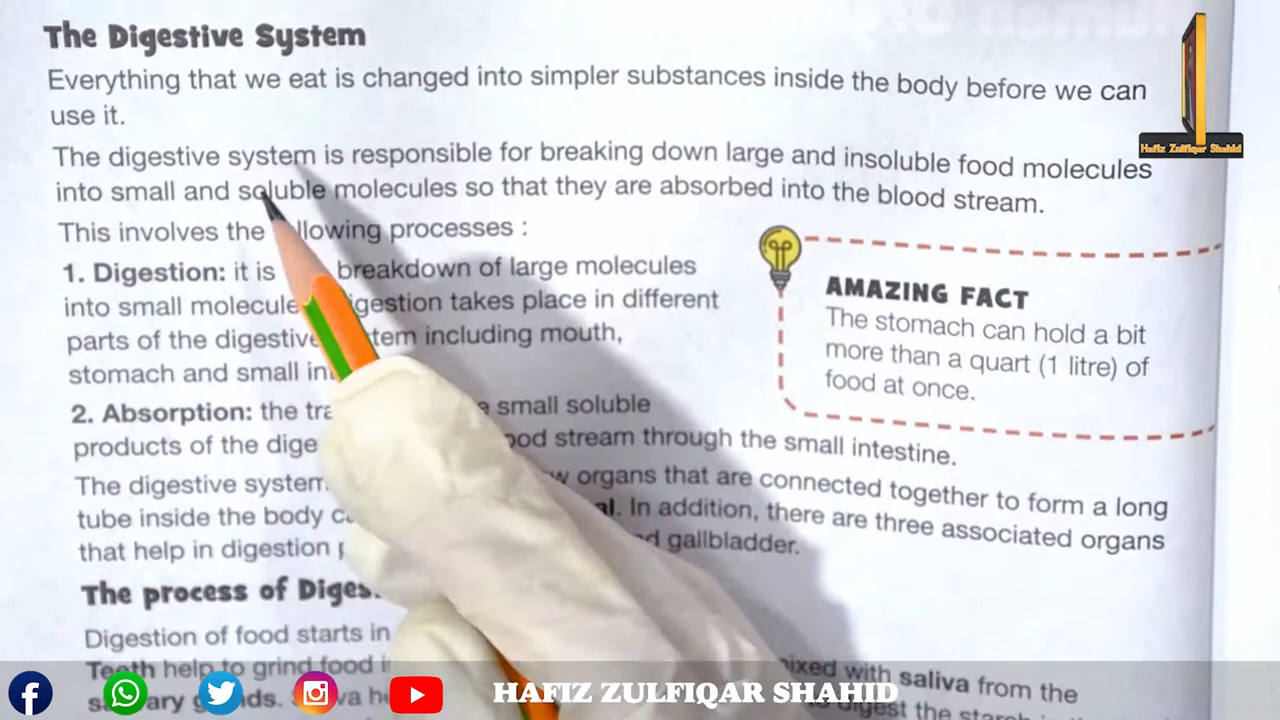 The Digestive System
Everything that we eat is changed into simpler substances inside the body before we can
use it.
The digestive system is responsible for breaking down large and insoluble food molecules
into small and soluble molecules so that they are absorbed into the blood stream.
This involves the llowing processes :
1. Digestion: it is breakdown of large molecules
into small molecule igestion takes place in different
parts of the digestive tem including mouth,
stomach and small in
AMAZING FACT
The stomach can hold a bit
more than a quart (1 litre) of
food at once.
2. Absorption: the small soluble
products of the stream through the small intestine.
The digestive system organs that are connected together to form a long
tube inside the body In addition, there are three associated organs
that help in digestion gallbladder.
The process of
Digestion of food starts in
Teeth help to grind food with saliva from the
digest the
Hafiz Zulfiqar Shahid
HAFIZ ZULFIQAR SHAHID